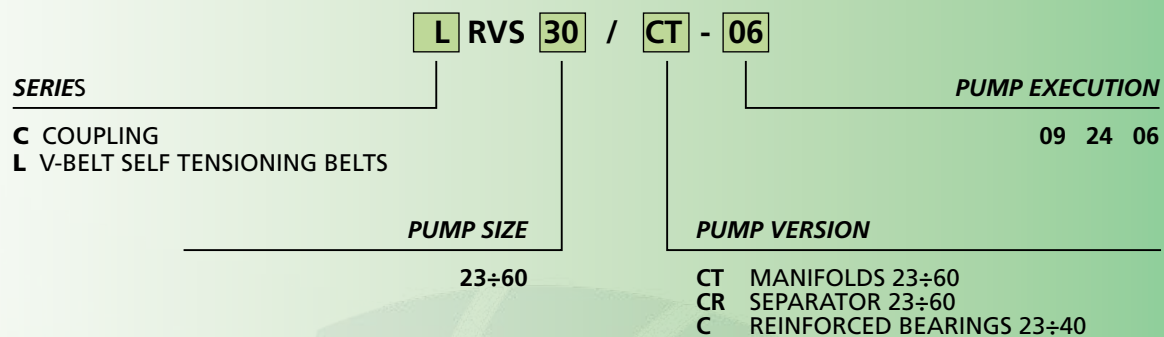 L RVS 30 / CT - 06
SERIES
PUMP EXECUTION
C COUPLING
L V-BELT SELF TENSIONING BELTS
09 24 06
PUMP SIZE
23÷60
PUMP VERSION
CT MANIFOLDS 23÷60
CR SEPARATOR 23÷60
C REINFORCED BEARINGS 23÷40